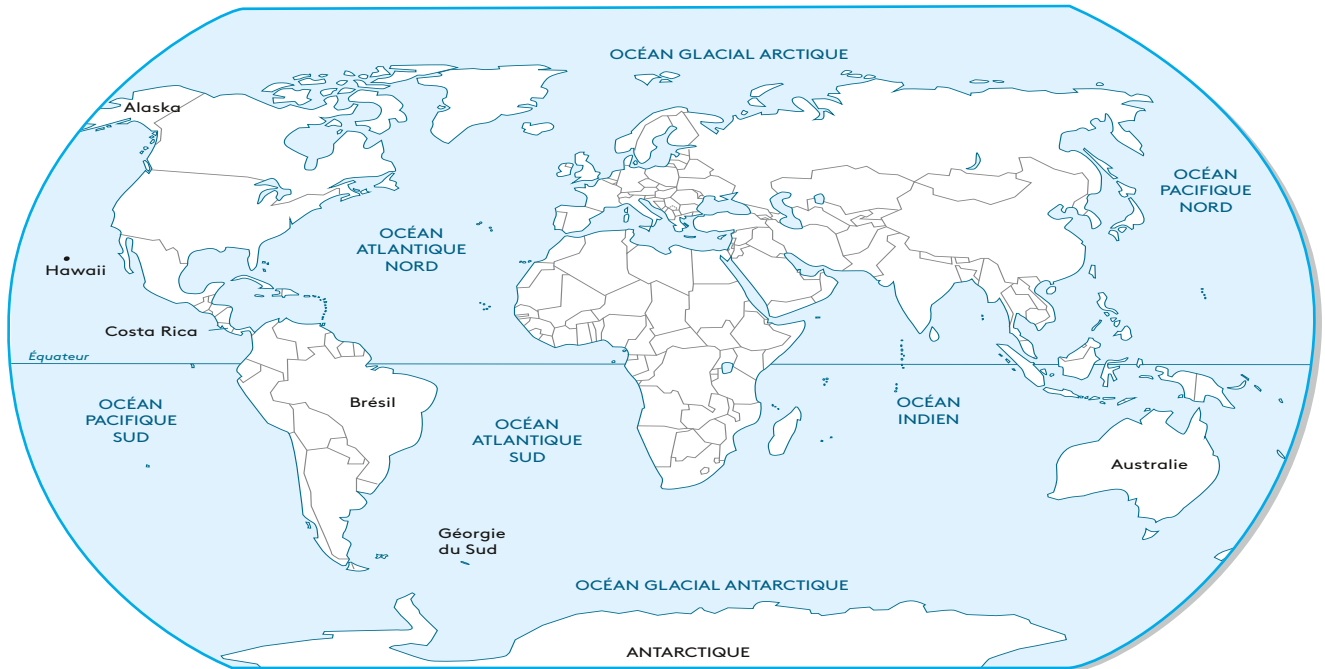 OCÉAN GLACIAL ARCTIQUE
Alaska
OCÉAN
PACIFIQUE
NORD
OCÉAN
ATLANTIQUE
NORD
Hawaii
Costa Rica
Équateur
OCÉAN
PACIFIQUE
SUD
Brésil
OCÉAN
ATLANTIQUE
SUD
OCÉAN
INDIEN
Australie
Géorgie
du Sud
OCÉAN GLACIAL ANTARCTIQUE
ANTARCTIQUE